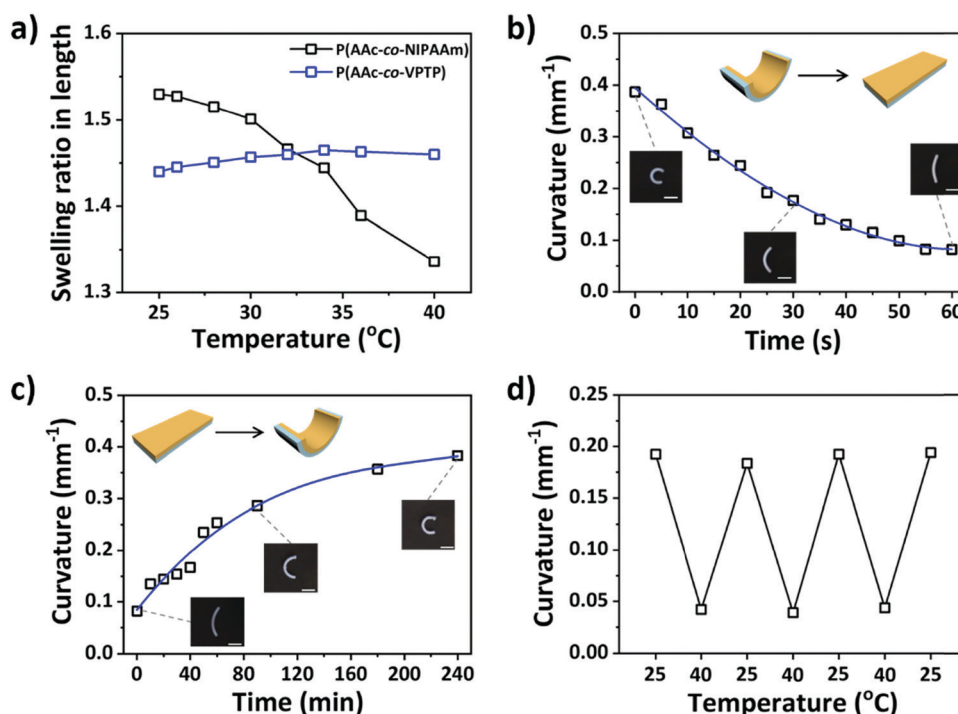 a)
Swelling ratio in length
1.6
1.5
1.4
1.3
P(AAc-co-NIPAAm)
P(AAc-co-VPTP)
25 30 35 40
Temperature (°C)
b)
Curvature (mm⁻¹)
0.5
0.4
0.3
0.2
0.1
0.0
0 10 20 30 40 50 60
Time (s)
c)
Curvature (mm⁻¹)
0.5
0.4
0.3
0.2
0.1
0.0
0 40 80 120 160 200 240
Time (min)
d)
Curvature (mm⁻¹)
0.25
0.20
0.15
0.10
0.05
0.00
25 40 25 40 25 40 25
Temperature (°C)